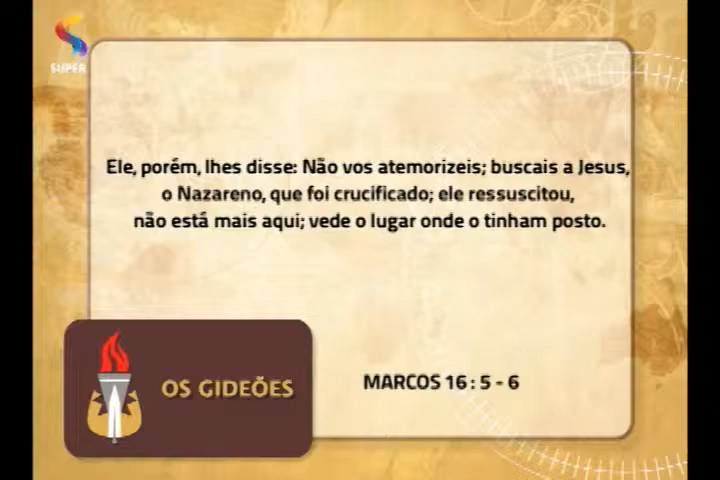 SUPER
Ele, porém, lhes disse: Não vos atemorizeis; buscais a Jesus,
o Nazareno, que foi crucificado; ele ressuscitou,
não está mais aqui; vede o lugar onde o tinham posto.
OS GIDEÕES
MARCOS 16 : 5 - 6